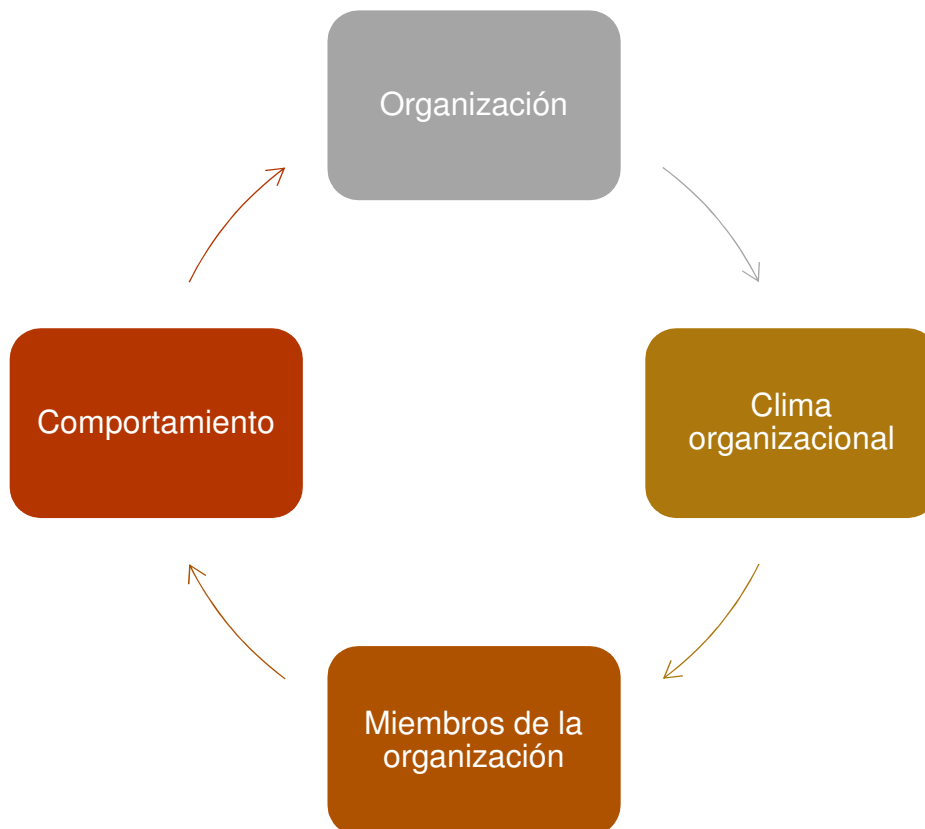 Organización
Clima
organizacional
Miembros de la
organización
Comportamiento